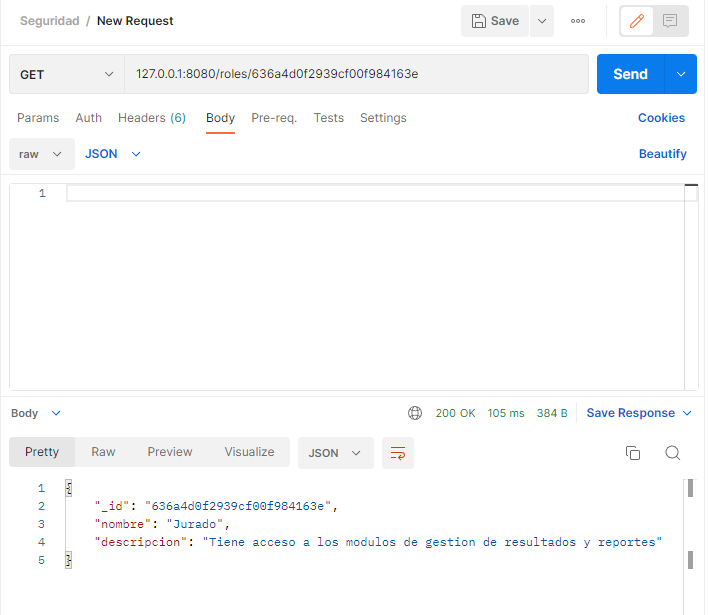 Seguridad / New Request
Save
GET
127.0.0.1:8080/roles/636a4d0f2939cf00f984163e
Send
Params Auth Headers (6) Body Pre-req. Tests Settings Cookies
raw JSON Beautify
1
Body 200 OK 105 ms 384 B Save Response
Pretty Raw Preview Visualize JSON
1 {
2 "_id": "636a4d0f2939cf00f984163e",
3 "nombre": "Jurado",
4 "descripcion": "Tiene acceso a los modulos de gestion de resultados y reportes"
5 }